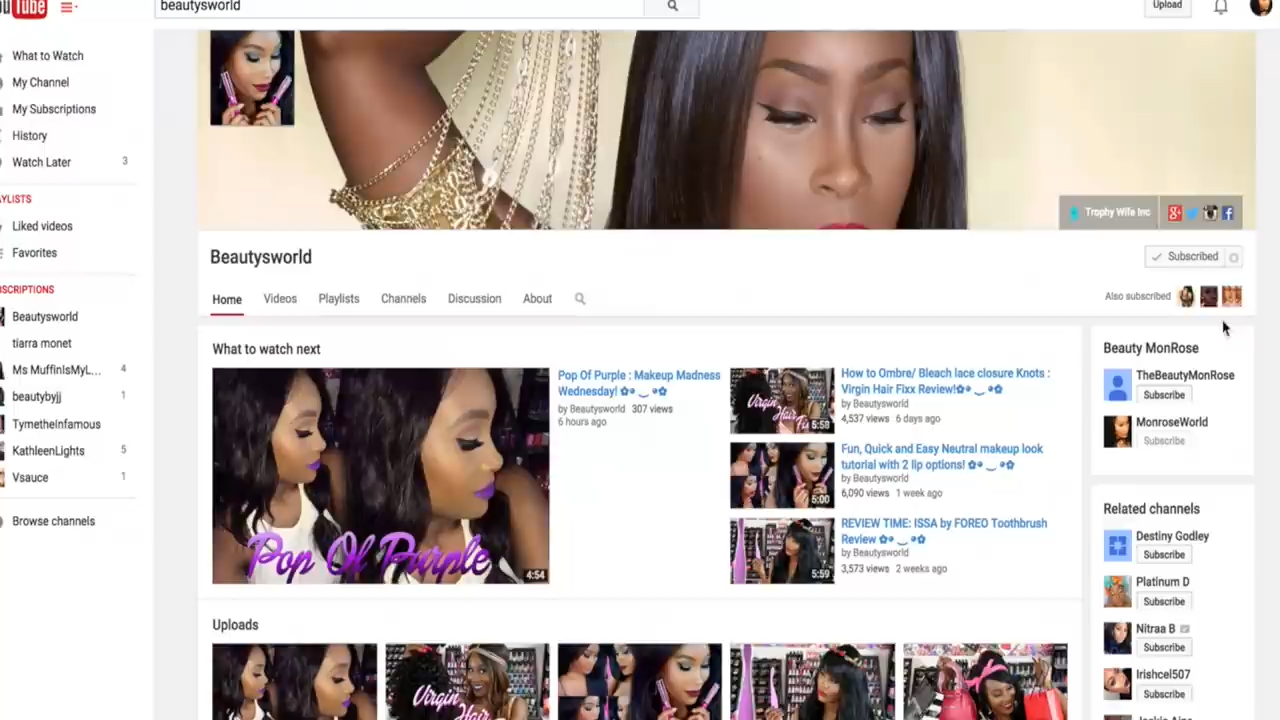 Tube
beautysworld
Upload
What to Watch
My Channel
My Subscriptions
History
Watch Later 3
Liked videos
Favorites
Beautysworld
tiarra monet
Ms MuffinIsMyL... 4
beautybyjj 1
TymetheInfamous
KathleenLights 5
Vsauce 1
Browse channels
Trophy Wife Inc
Beautysworld
Subscribed
Home Videos Playlists Channels Discussion About
Also subscribed
What to watch next
Pop Of Purple
4:54
Pop Of Purple : Makeup Madness
Wednesday!
by Beautysworld 307 views
6 hours ago
Virgin
Hair
5:58
How to Ombre/ Bleach lace closure Knots :
Virgin Hair Fixx Review!
by Beautysworld
4,537 views 6 days ago
5:00
Fun, Quick and Easy Neutral makeup look
tutorial with 2 lip options!
by Beautysworld
6,090 views 1 week ago
5:59
REVIEW TIME: ISSA by FOREO Toothbrush
Review
by Beautysworld
3,573 views 2 weeks ago
Beauty MonRose
TheBeautyMonRose
Subscribe
MonroseWorld
Subscribe
Related channels
Destiny Godley
Subscribe
Platinum D
Subscribe
Nitraa B
Subscribe
Irishcel507
Subscribe
Uploads
Virgin